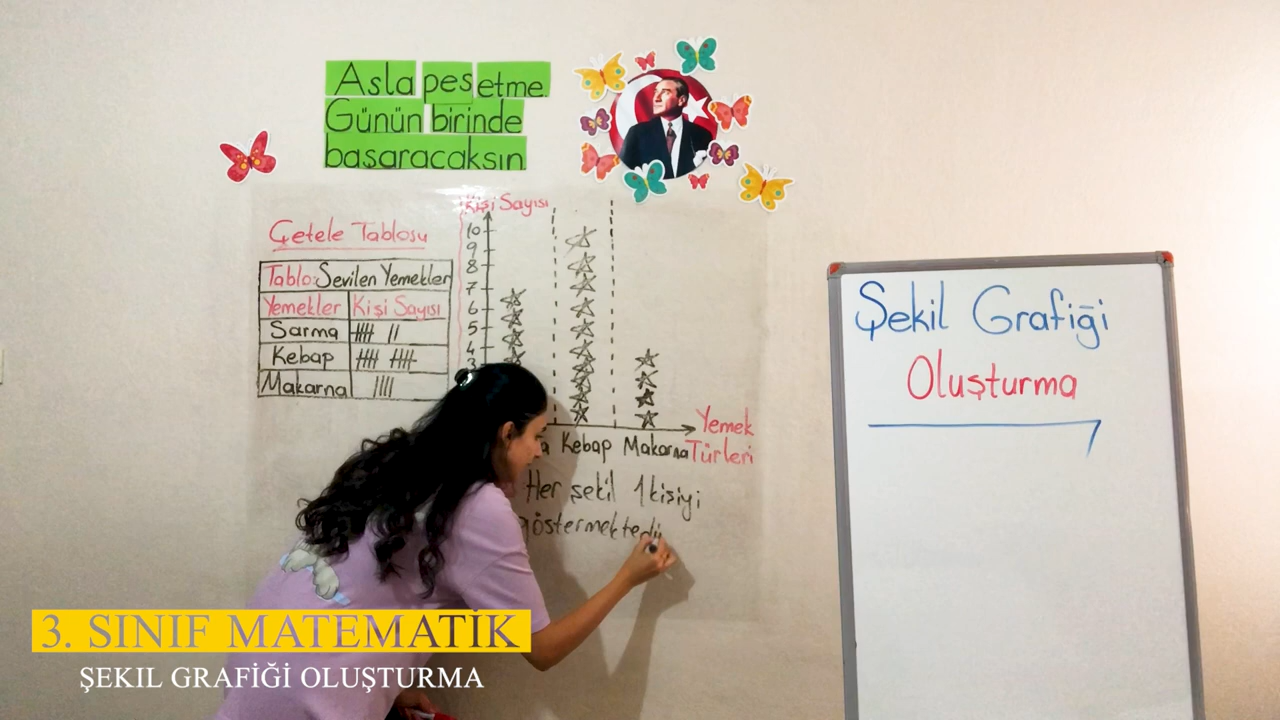 Asla pes etme.
Günün birinde
başaracaksın
Çetele Tablosu
Tablo: Sevilen Yemekler
Yemekler Kişi Sayısı
Sarma
Kebap
Makarna
Kişi Sayısı
10
9
8
7
6
5
4
3
Kebap Makarna
Yemek
Türleri
Her şekil 1 kişiyi
göstermektedir
Şekil Grafiği
Oluşturma
3. SINIF MATEMATİK
ŞEKIL GRAFİĞİ OLUŞTURMA